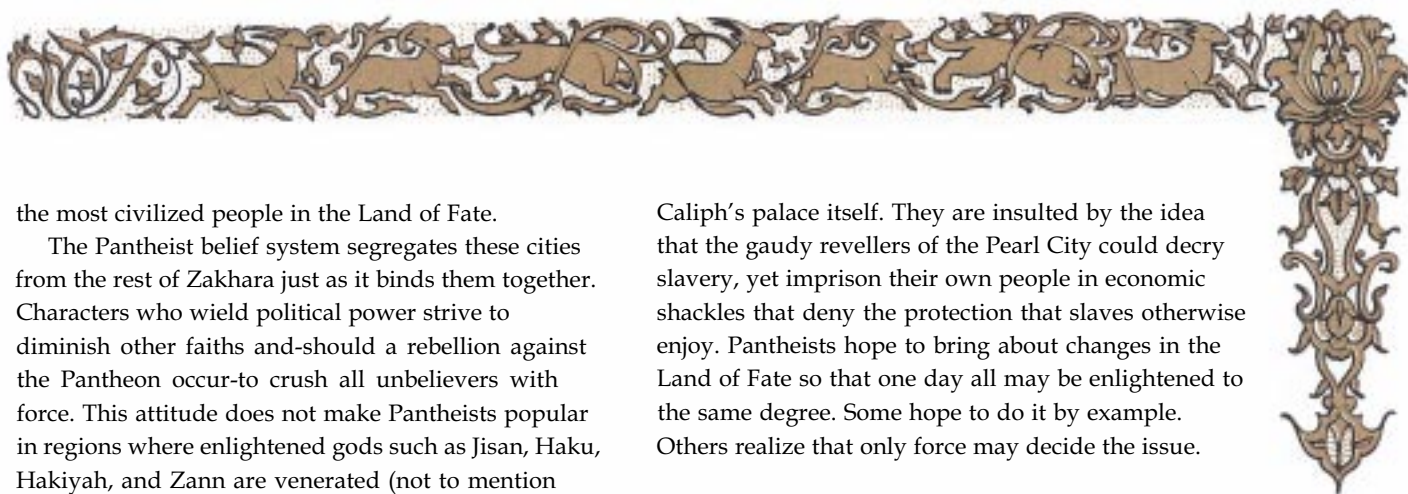 the most civilized people in the Land of Fate.
The Pantheist belief system segregates these cities
from the rest of Zakhara just as it binds them together.
Characters who wield political power strive to
diminish other faiths and-should a rebellion against
the Pantheon occur-to crush all unbelievers with
force. This attitude does not make Pantheists popular
in regions where enlightened gods such as Jisan, Haku,
Hakiyah, and Zann are venerated (not to mention
Caliph's palace itself. They are insulted by the idea
that the gaudy revellers of the Pearl City could decry
slavery, yet imprison their own people in economic
shackles that deny the protection that slaves otherwise
enjoy. Pantheists hope to bring about changes in the
Land of Fate so that one day all may be enlightened to
the same degree. Some hope to do it by example.
Others realize that only force may decide the issue.